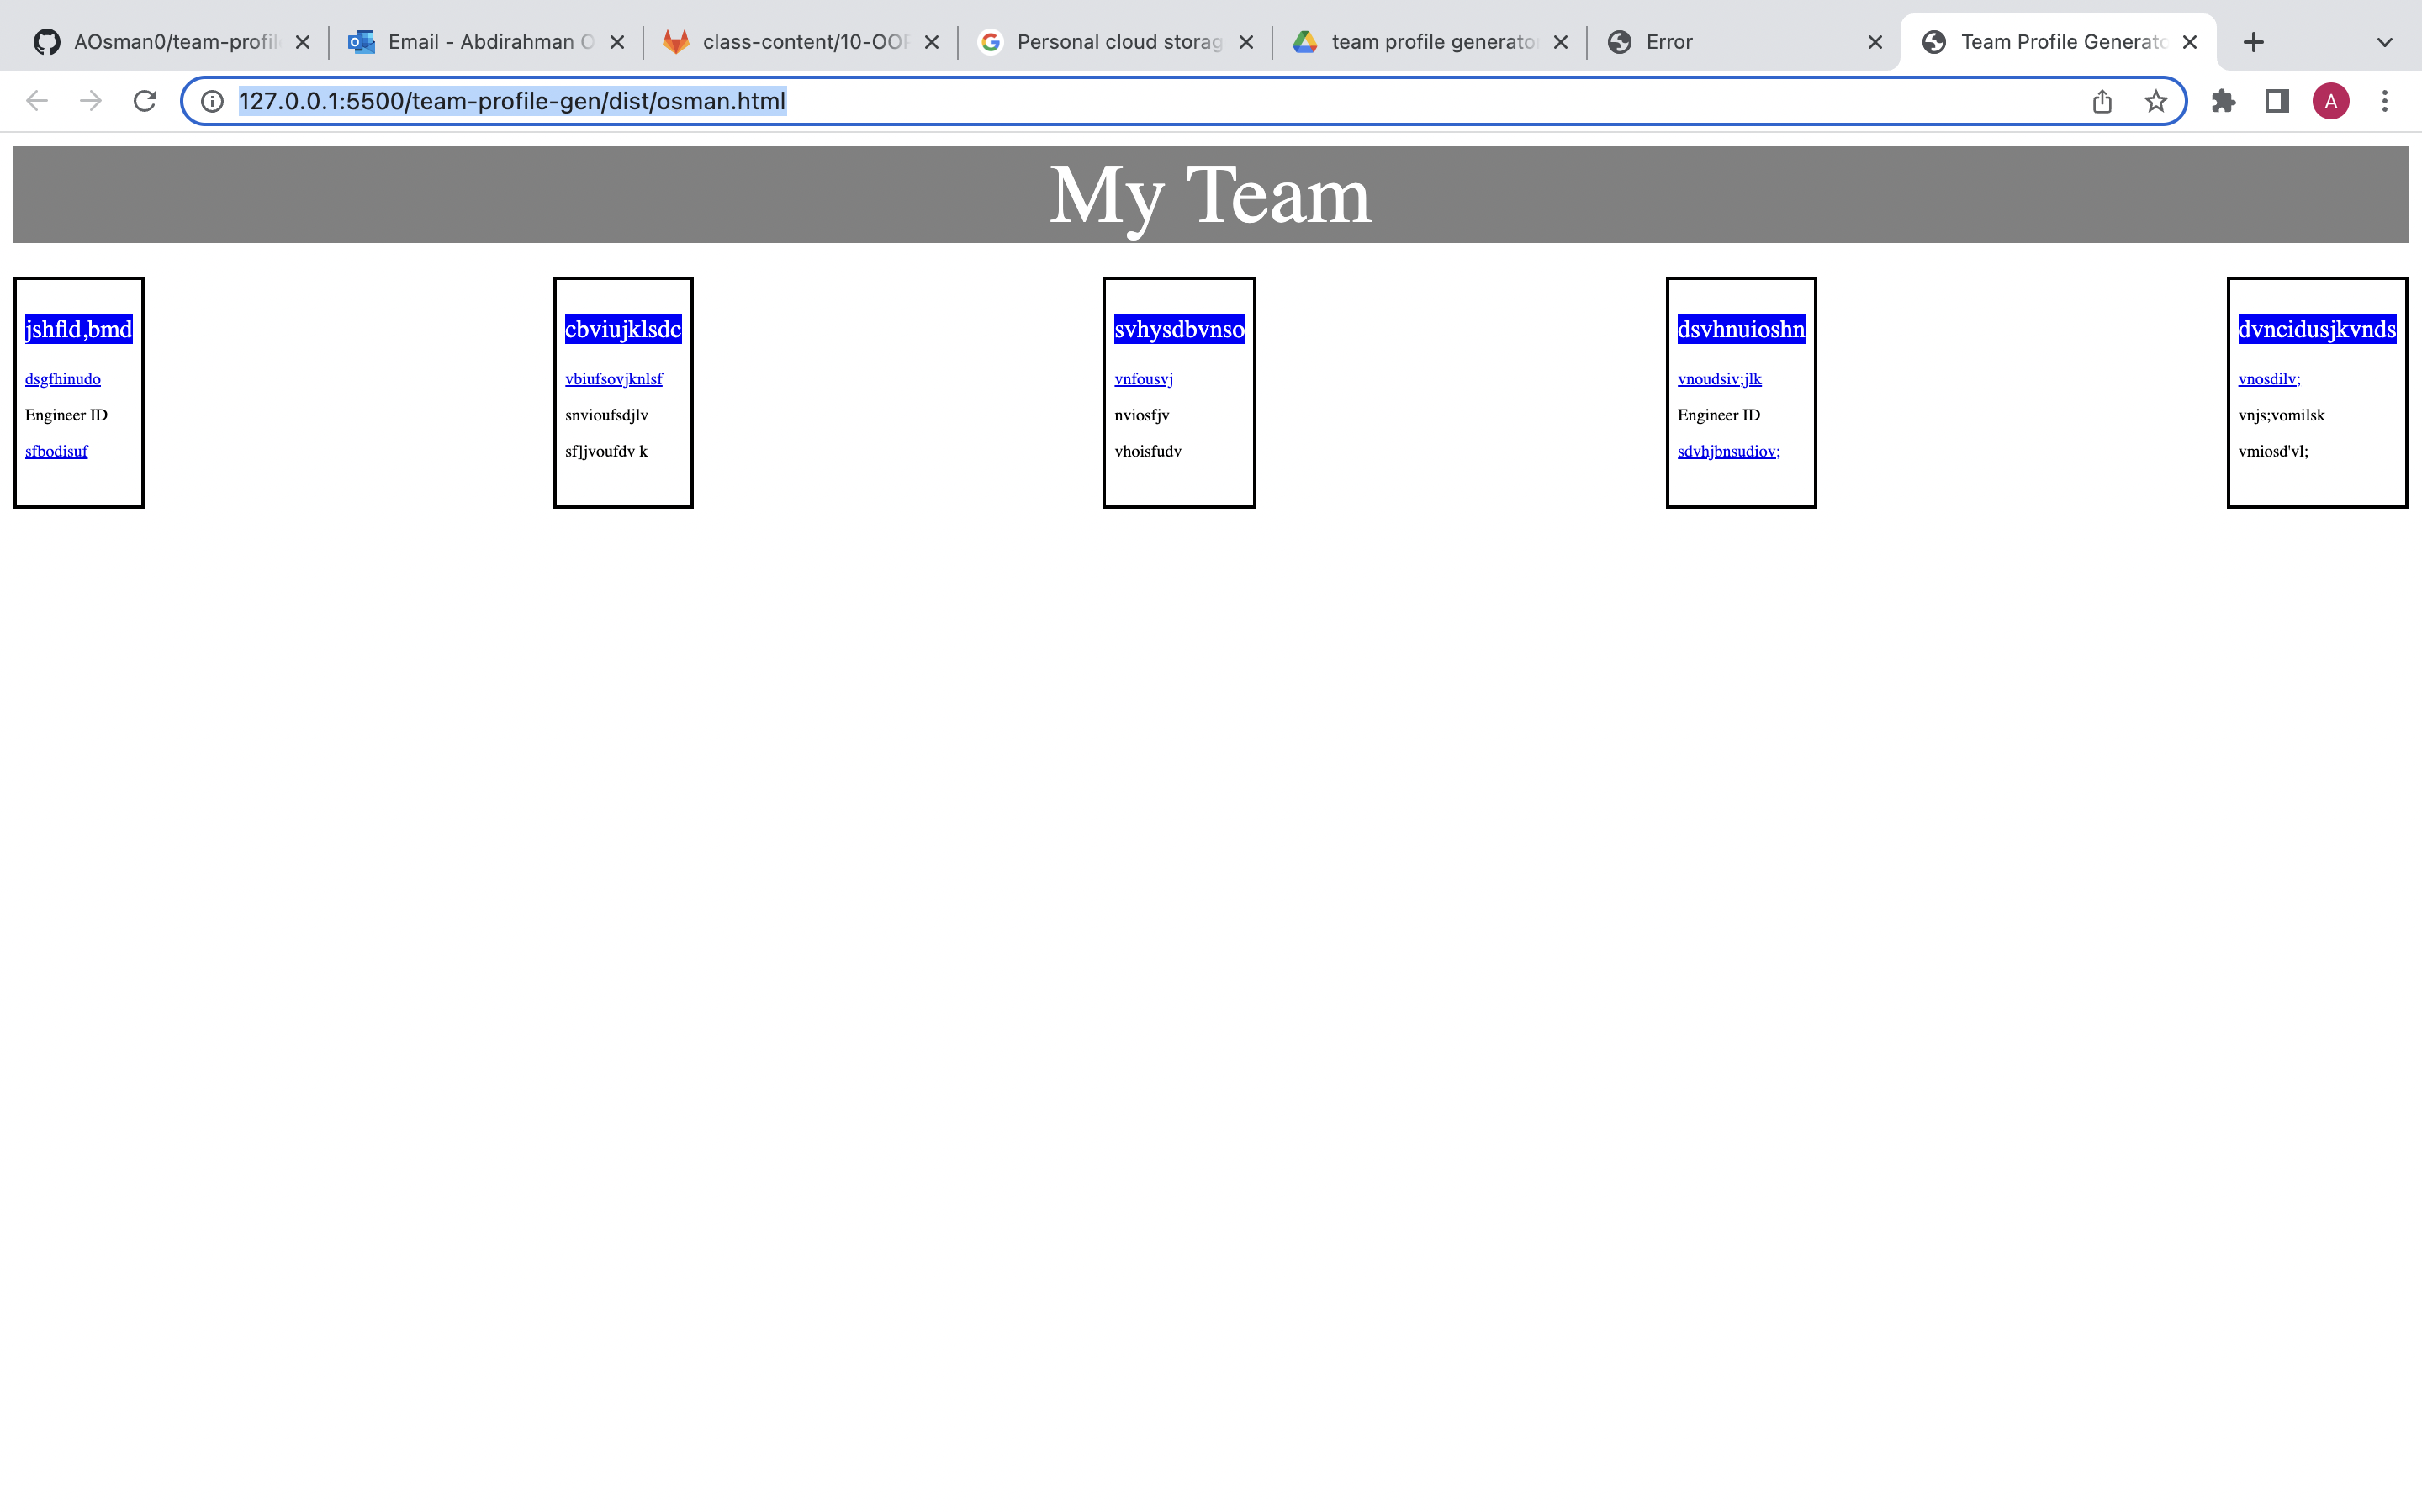 AOsman0/team-profil
Email - Abdirahman O
class-content/10-OOP
Personal cloud storag
team profile generator
Error
Team Profile Generato
127.0.0.1:5500/team-profile-gen/dist/osman.html
A
My Team
jshfld,bmd
dsgfhinudo
Engineer ID
sfbodisuf
cbviujklsdc
vbiufsovjknlsf
snvioufsdjlv
sf]jvoufdv k
svhysdbvnso
vnfousvj
nviosfjv
vhoisfudv
dsvhnuioshn
vnoudsiv;jlk
Engineer ID
sdvhjbnsudiov;
dvncidusjkvnds
vnosdilv;
vnjs;vomilsk
vmiosd'vl;